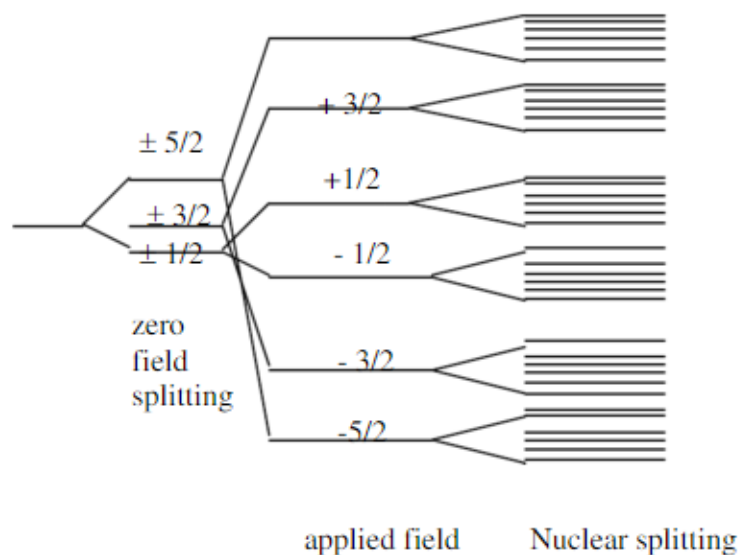 + 3/2
± 5/2
+1/2
± 3/2
± 1/2
- 1/2
zero
field
splitting
- 3/2
-5/2
applied field
Nuclear splitting